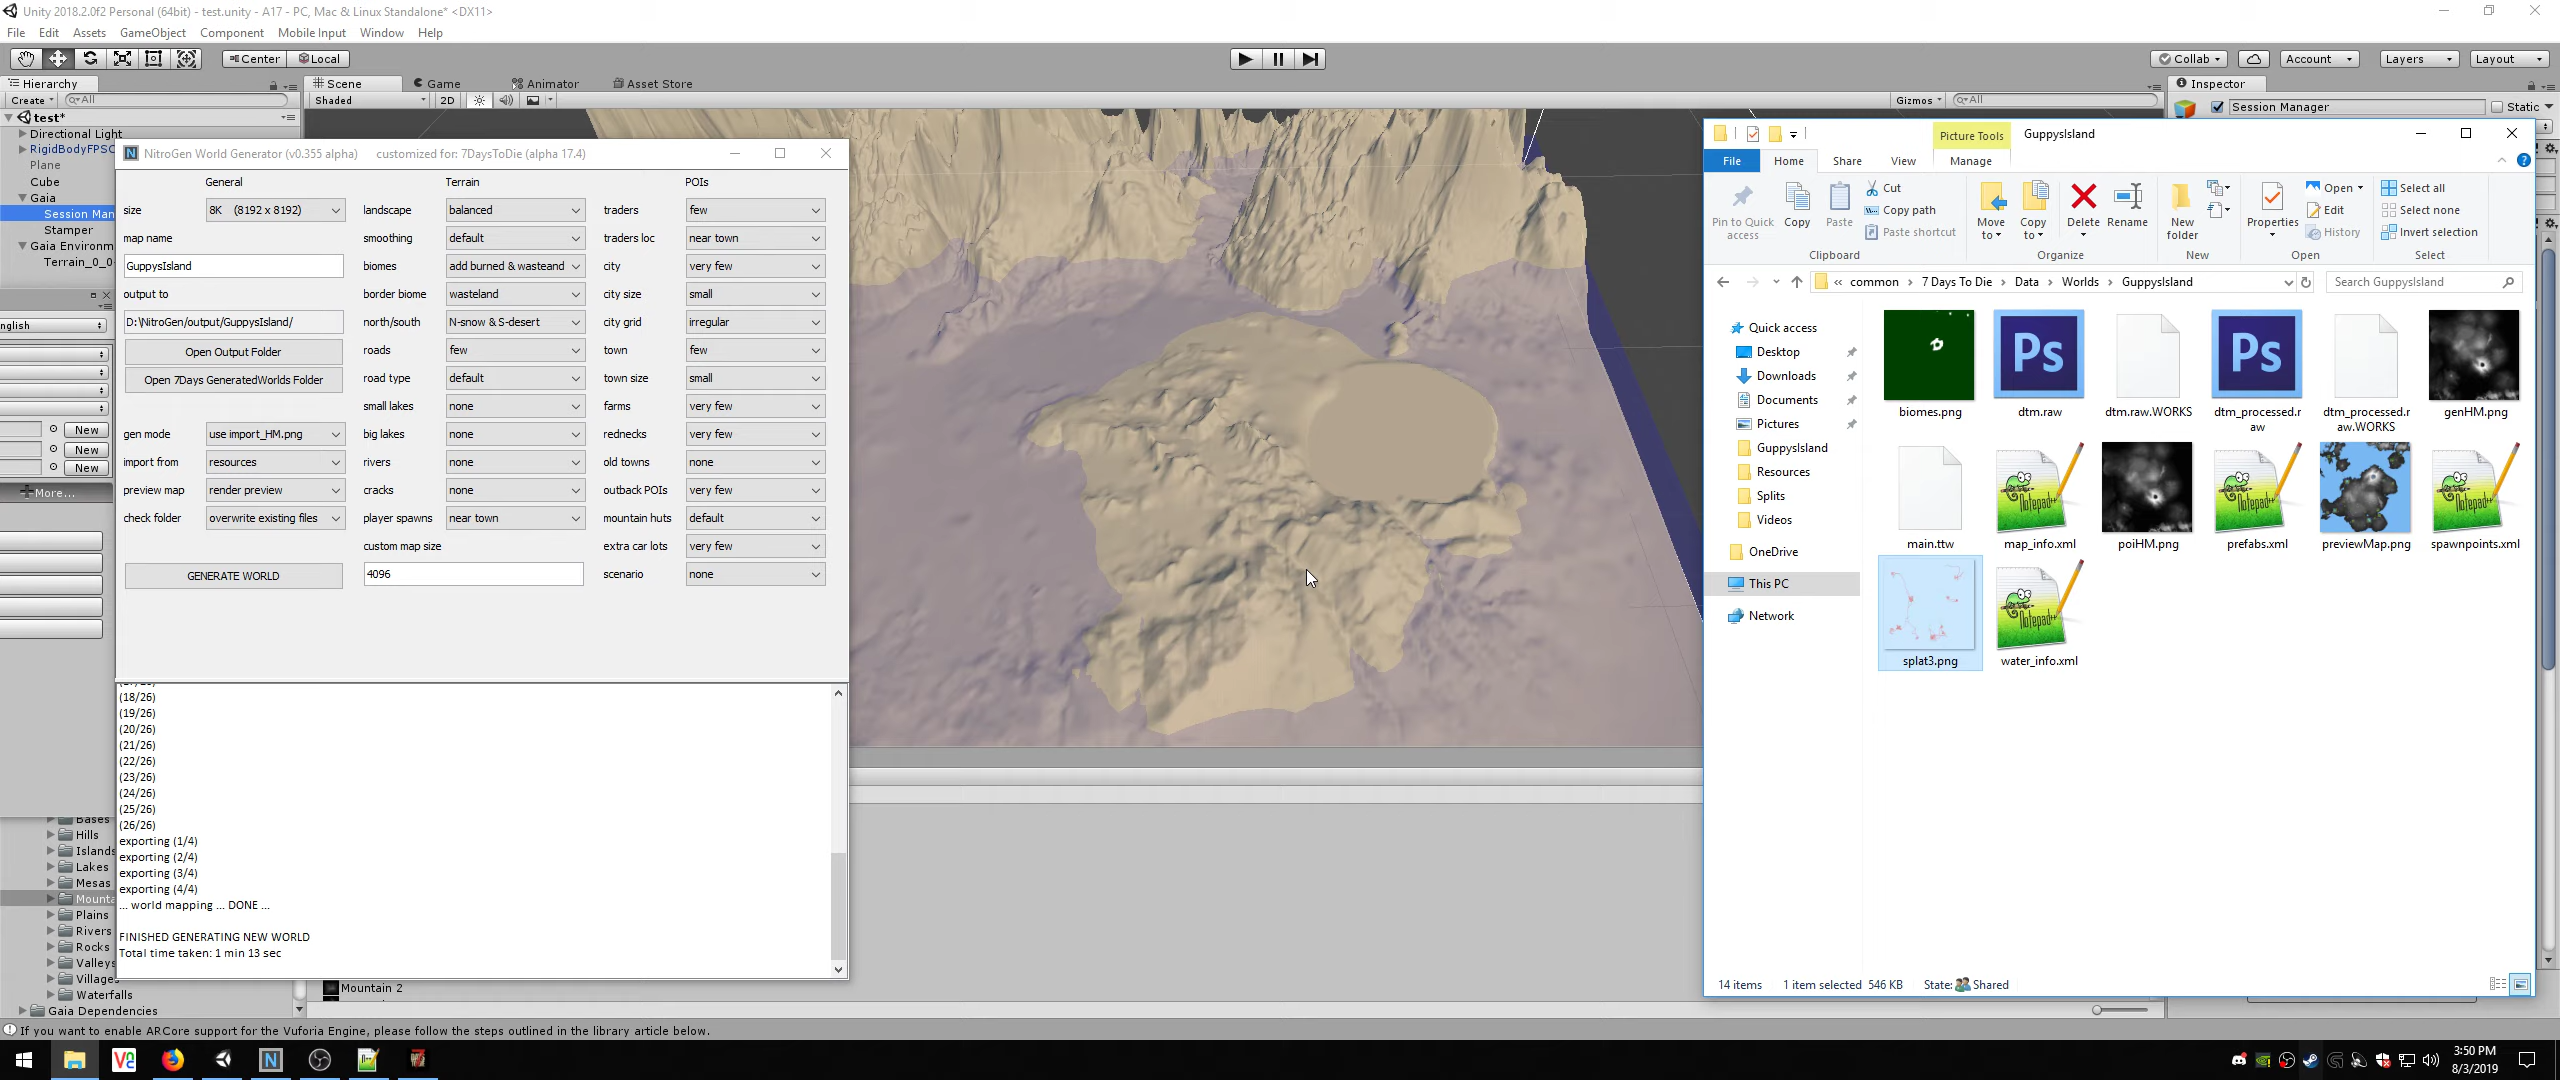 Unity 2018.2.0f2 Personal (64bit) - test.unity - A17 - PC, Mac & Linux Standalone* <DX11>
File Edit Assets GameObject Component Mobile Input Window Help
Center Local
Collab Account Layers Layout
Hierarchy
Scene Game Animator Asset Store
Inspector
Create All
Shaded 2D
Gizmos All
Session Manager Static
test*
Directional Light
RigidBodyFPSC
Plane
Cube
Gaia
Session Man
Stamper
Gaia Environm
Terrain_0_0
nglish
New
New
New
More...
Bases
Hills
Islands
Lakes
Mesas
Mounta
Plains
Rivers
Rocks
Valleys
Village
Waterfalls
Gaia Dependencies
Mountain 2
NitroGen World Generator (v0.355 alpha) customized for: 7DaysToDie (alpha 17.4)
General Terrain POIs
size 8K (8192 x 8192) landscape balanced traders few
map name smoothing default traders loc near town
GuppysIsland biomes add burned & wasteand city very few
output to border biome wasteland city size small
D:\NitroGen/output/GuppysIsland/ north/south N-snow & S-desert city grid irregular
Open Output Folder roads few town few
Open 7Days GeneratedWorlds Folder road type default town size small
small lakes none farms very few
gen mode use import_HM.png big lakes none rednecks very few
import from resources rivers none old towns none
preview map render preview cracks none outback POIs very few
check folder overwrite existing files player spawns near town mountain huts default
custom map size extra car lots very few
GENERATE WORLD 4096 scenario none
(18/26)
(19/26)
(20/26)
(21/26)
(22/26)
(23/26)
(24/26)
(25/26)
(26/26)
exporting (1/4)
exporting (2/4)
exporting (3/4)
exporting (4/4)
... world mapping ... DONE ...
FINISHED GENERATING NEW WORLD
Total time taken: 1 min 13 sec
Picture Tools GuppysIsland
File Home Share View Manage
Pin to Quick access Copy Paste Cut Copy path Paste shortcut
Move to Copy to Delete Rename New folder Properties Open Edit History Select all Select none Invert selection
Clipboard Organize New Open Select
« common 7 Days To Die Data Worlds GuppysIsland Search GuppysIsland
Quick access
Desktop
Downloads
Documents
Pictures
GuppysIsland
Resources
Splits
Videos
OneDrive
This PC
Network
Ps Ps
biomes.png dtm.raw dtm.raw.WORKS dtm_processed.raw dtm_processed.raw.WORKS genHM.png
main.ttw map_info.xml poiHM.png prefabs.xml previewMap.png spawnpoints.xml
splat3.png water_info.xml
14 items 1 item selected 546 KB State: Shared
If you want to enable ARCore support for the Vuforia Engine, please follow the steps outlined in the library article below.
3:50 PM
8/3/2019